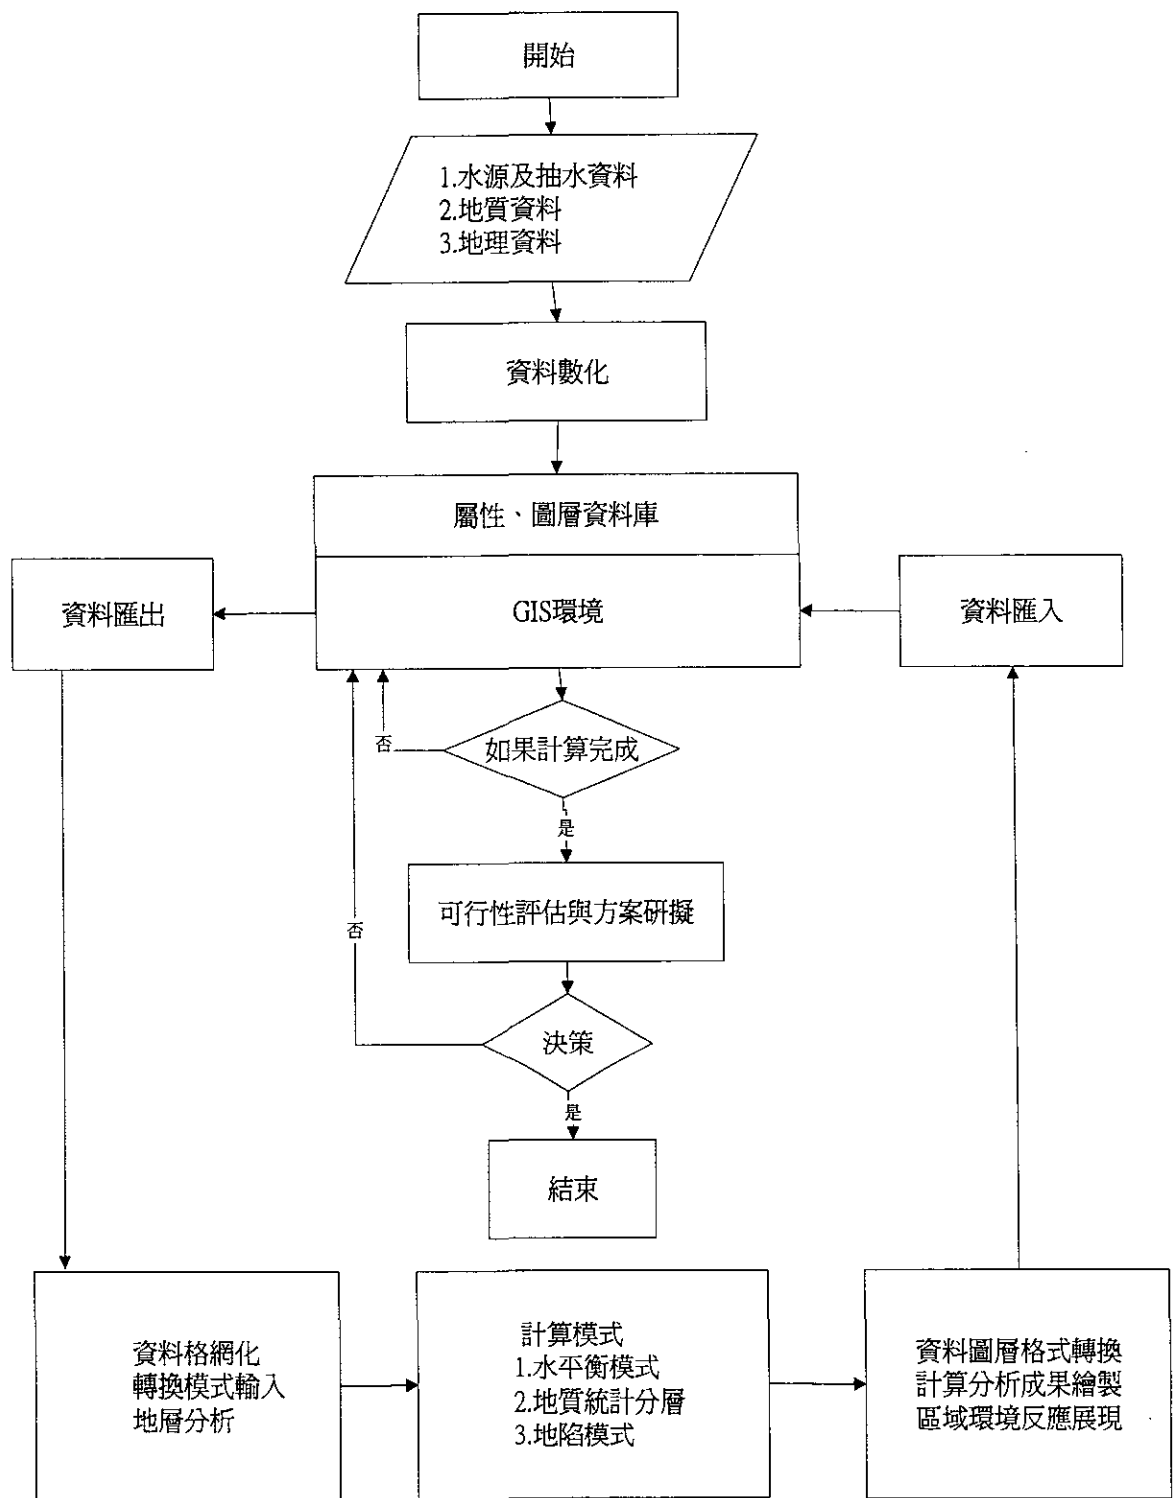 開始
1.水源及抽水資料
2.地質資料
3.地理資料
資料數化
屬性、圖層資料庫
資料匯出
GIS環境
資料匯入
否
如果計算完成
是
可行性評估與方案研擬
否
決策
是
結束
資料格網化
轉換模式輸入
地層分析
計算模式
1.水平衡模式
2.地質統計分層
3.地陷模式
資料圖層格式轉換
計算分析成果繪製
區域環境反應展現